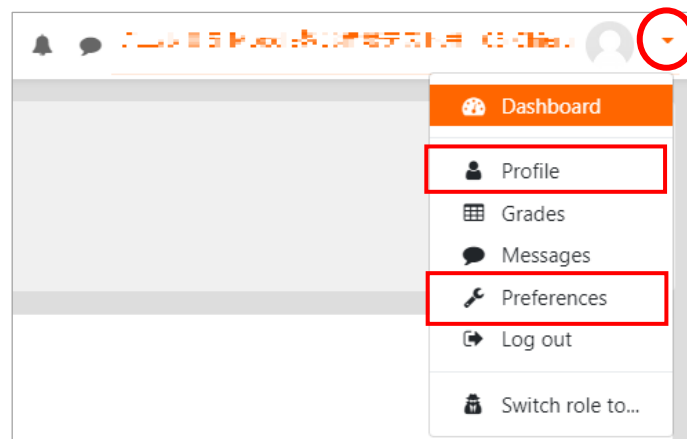 Dashboard
Profile
Grades
Messages
Preferences
Log out
Switch role to...